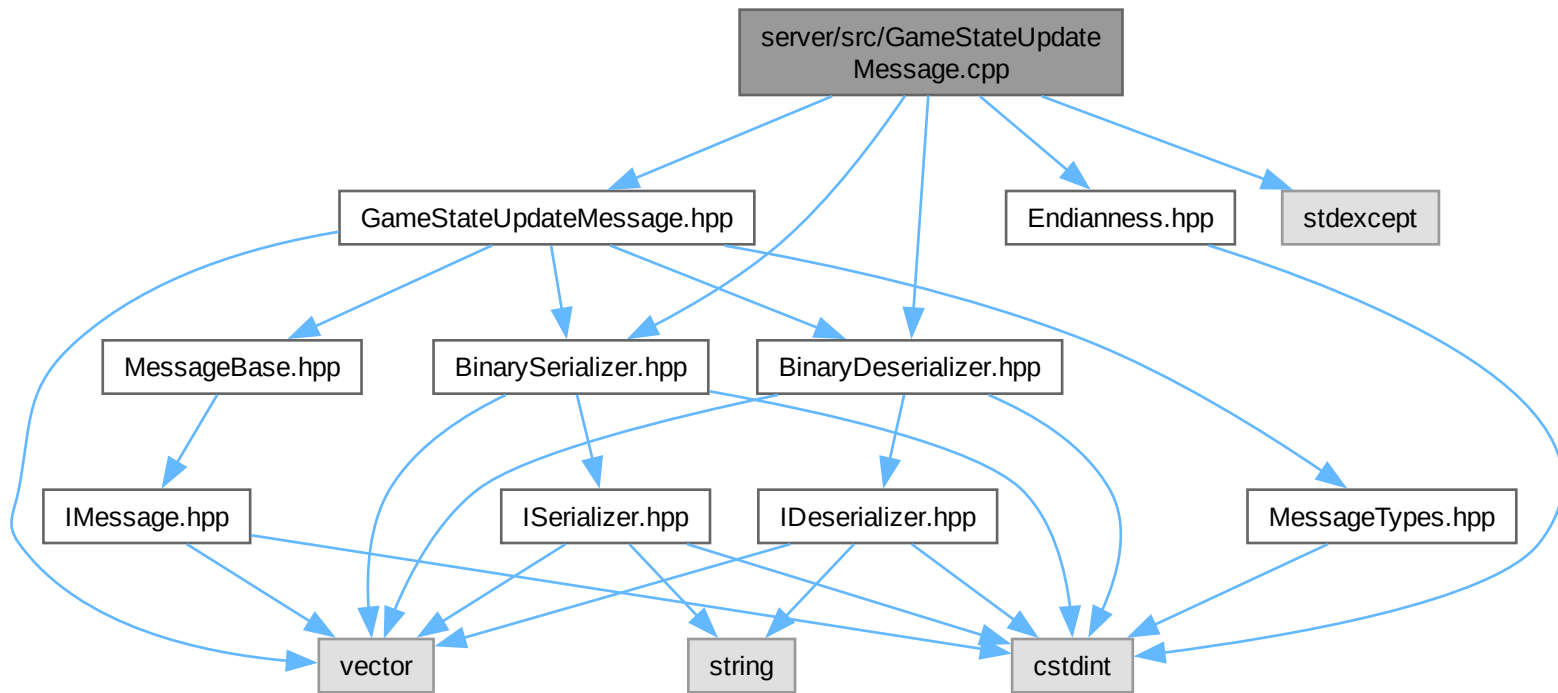 server/src/GameStateUpdate
Message.cpp
GameStateUpdateMessage.hpp
Endianness.hpp
stdexcept
MessageBase.hpp
BinarySerializer.hpp
BinaryDeserializer.hpp
IMessage.hpp
ISerializer.hpp
IDeserializer.hpp
MessageTypes.hpp
vector
string
cstdint